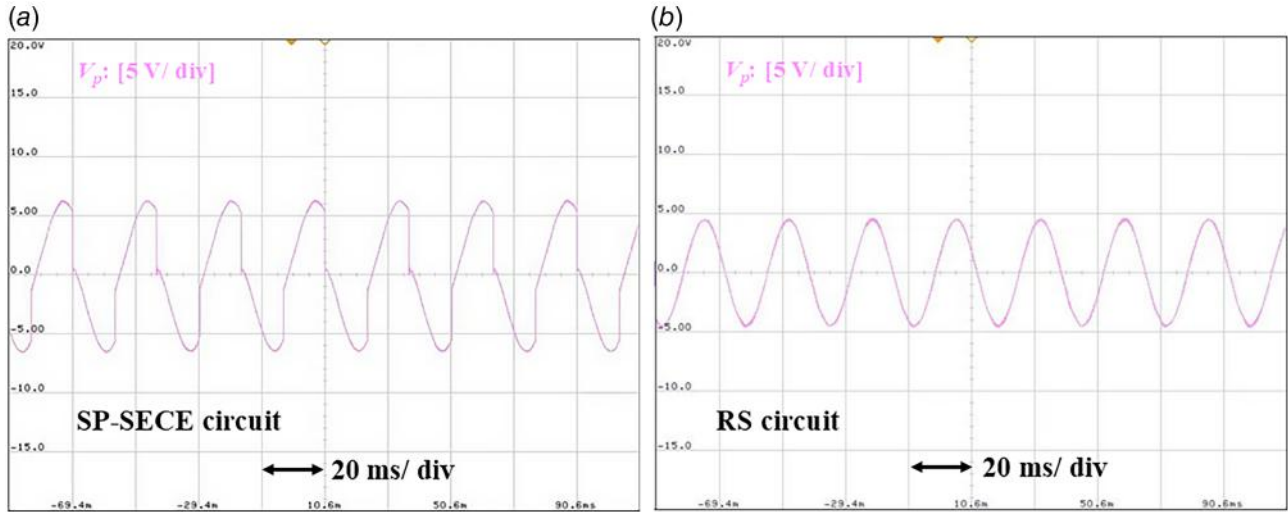 (a)
20.0V
V_p: [5 V/ div]
15.0
10.0
5.00
0.0
-5.00
-10.0
SP-SECE circuit
-15.0
20 ms/ div
-69.4m -29.4m 10.6m 50.6m 90.6ms
(b)
20.0V
V_p: [5 V/ div]
15.0
10.0
5.00
0.0
-5.00
-10.0
RS circuit
-15.0
20 ms/ div
-69.4m -29.4m 10.6m 50.6m 90.6ms